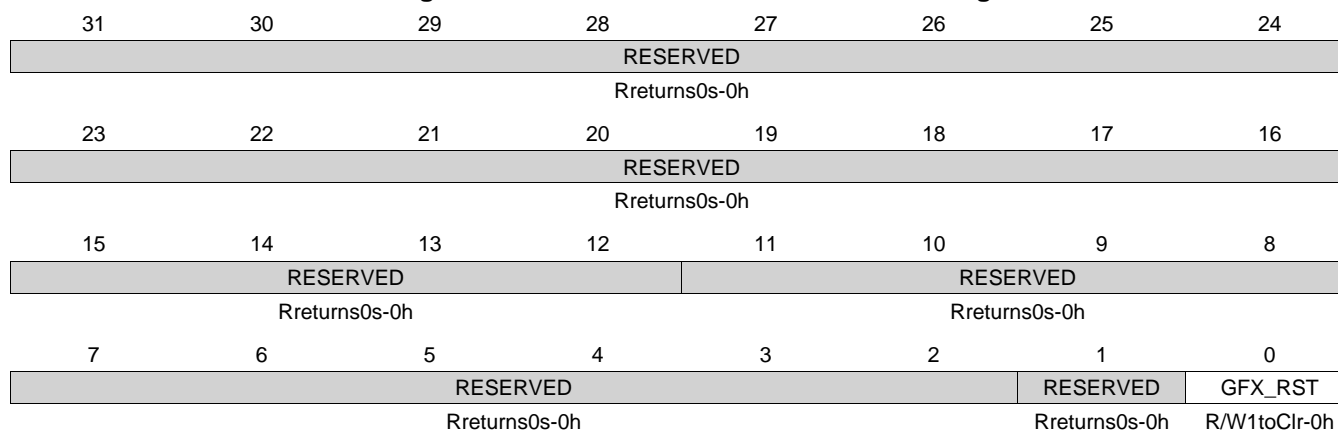 31 30 29 28 27 26 25 24
RESERVED
Rreturns0s-0h
23 22 21 20 19 18 17 16
RESERVED
Rreturns0s-0h
15 14 13 12 11 10 9 8
RESERVED RESERVED
Rreturns0s-0h Rreturns0s-0h
7 6 5 4 3 2 1 0
RESERVED RESERVED GFX_RST
Rreturns0s-0h Rreturns0s-0h R/W1toClr-0h